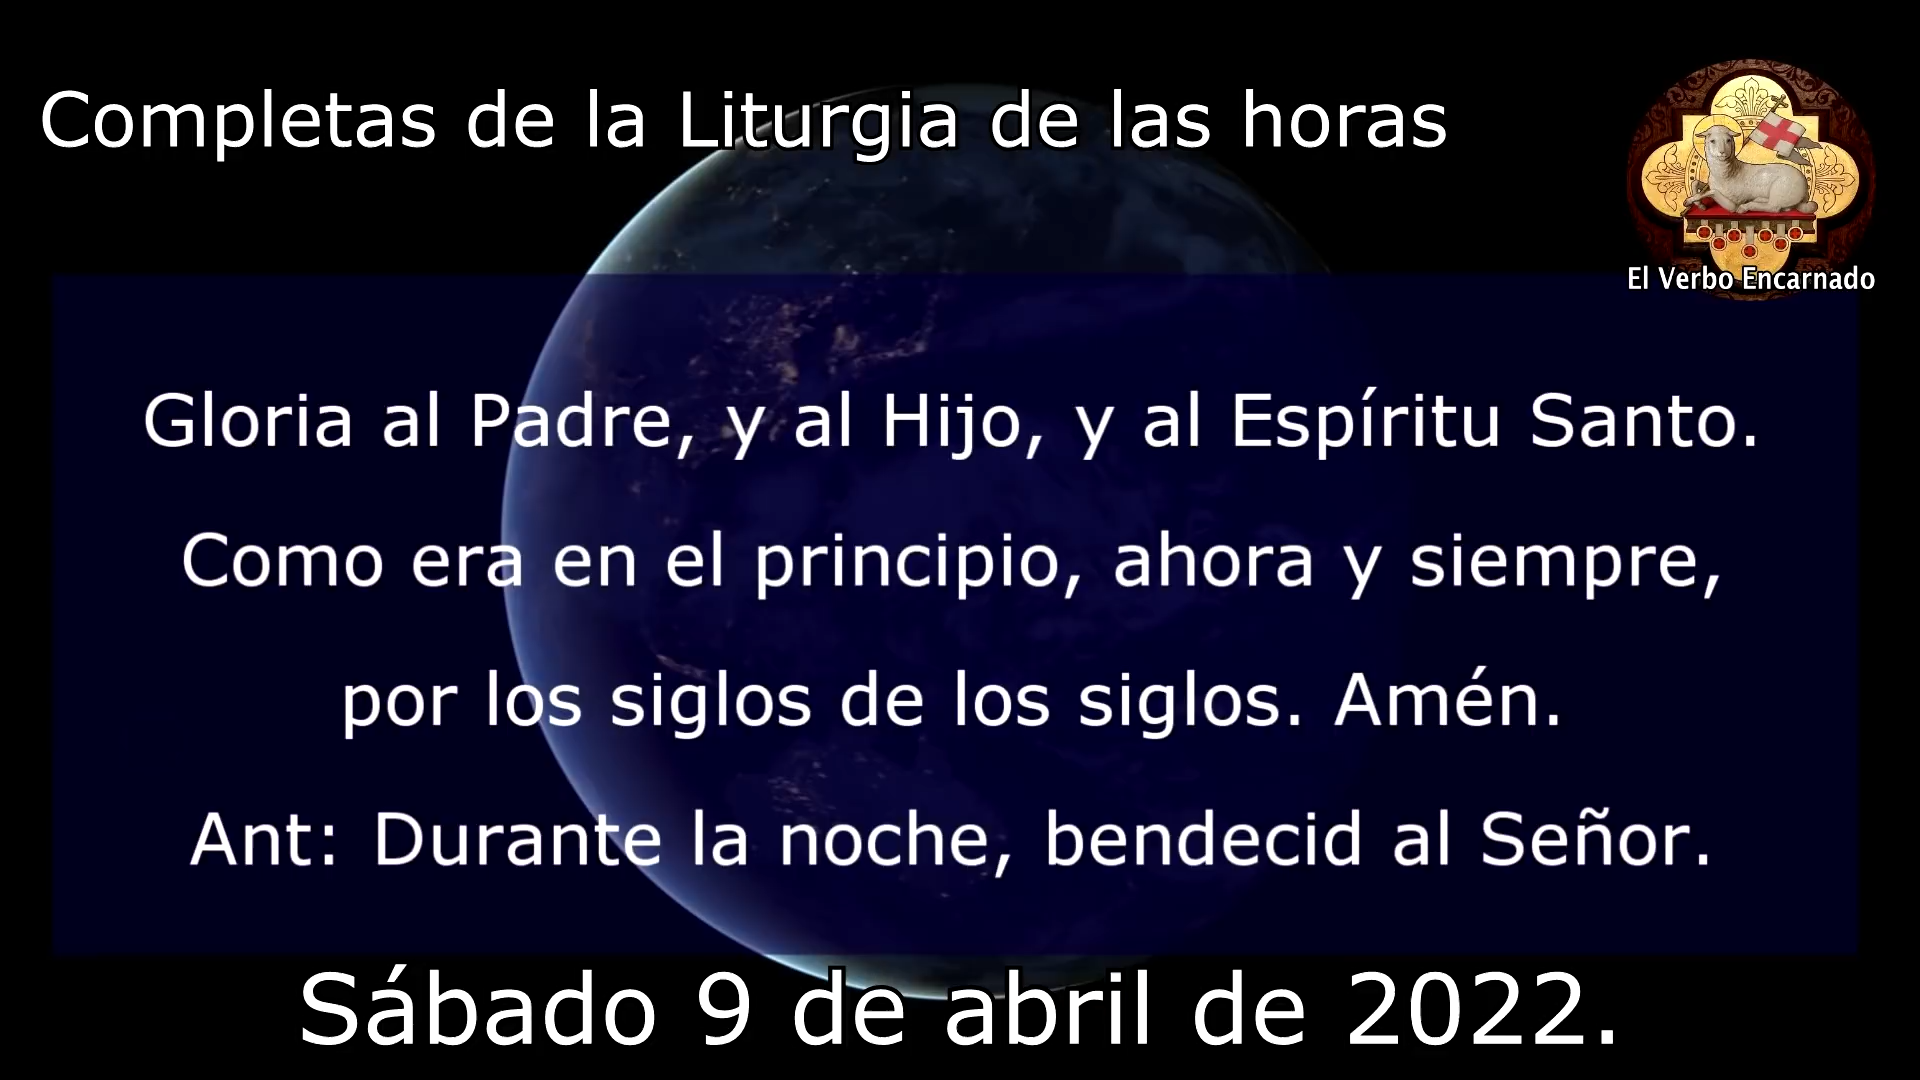 Completas de la Liturgia de las horas
El Verbo Encarnado
Gloria al Padre, y al Hijo, y al Espíritu Santo.
Como era en el principio, ahora y siempre,
por los siglos de los siglos. Amén.
Ant: Durante la noche, bendecid al Señor.
Sábado 9 de abril de 2022.